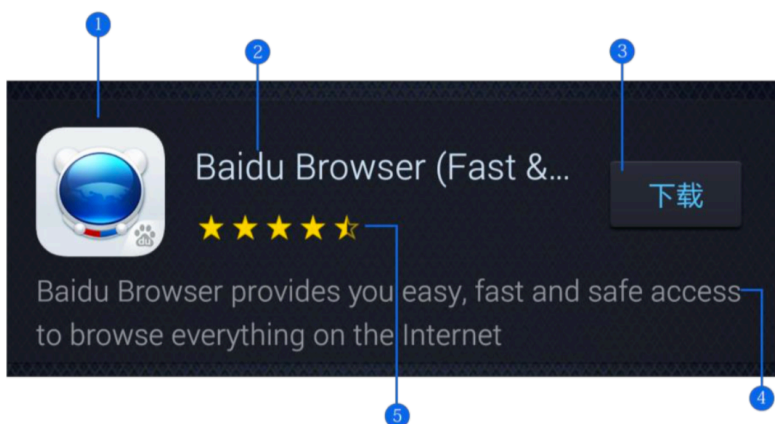 1
2
3
Baidu Browser (Fast &...
下载
du
Baidu Browser provides you easy, fast and safe access
to browse everything on the Internet
4
5